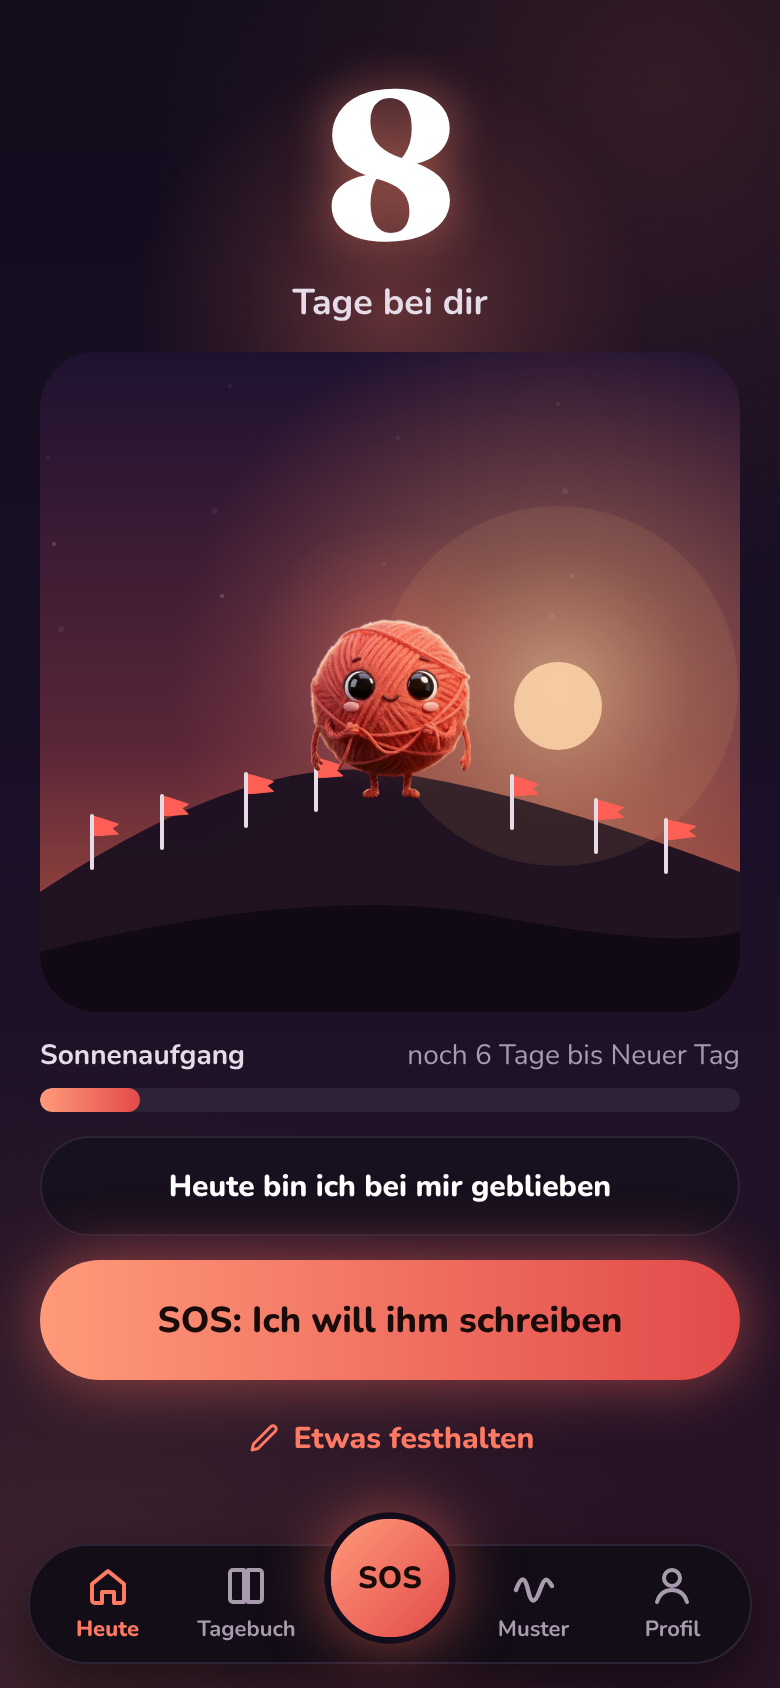 8
Tage bei dir
Sonnenaufgang
noch 6 Tage bis Neuer Tag
Heute bin ich bei mir geblieben
SOS: Ich will ihm schreiben
Etwas festhalten
SOS
Heute
Tagebuch
Muster
Profil